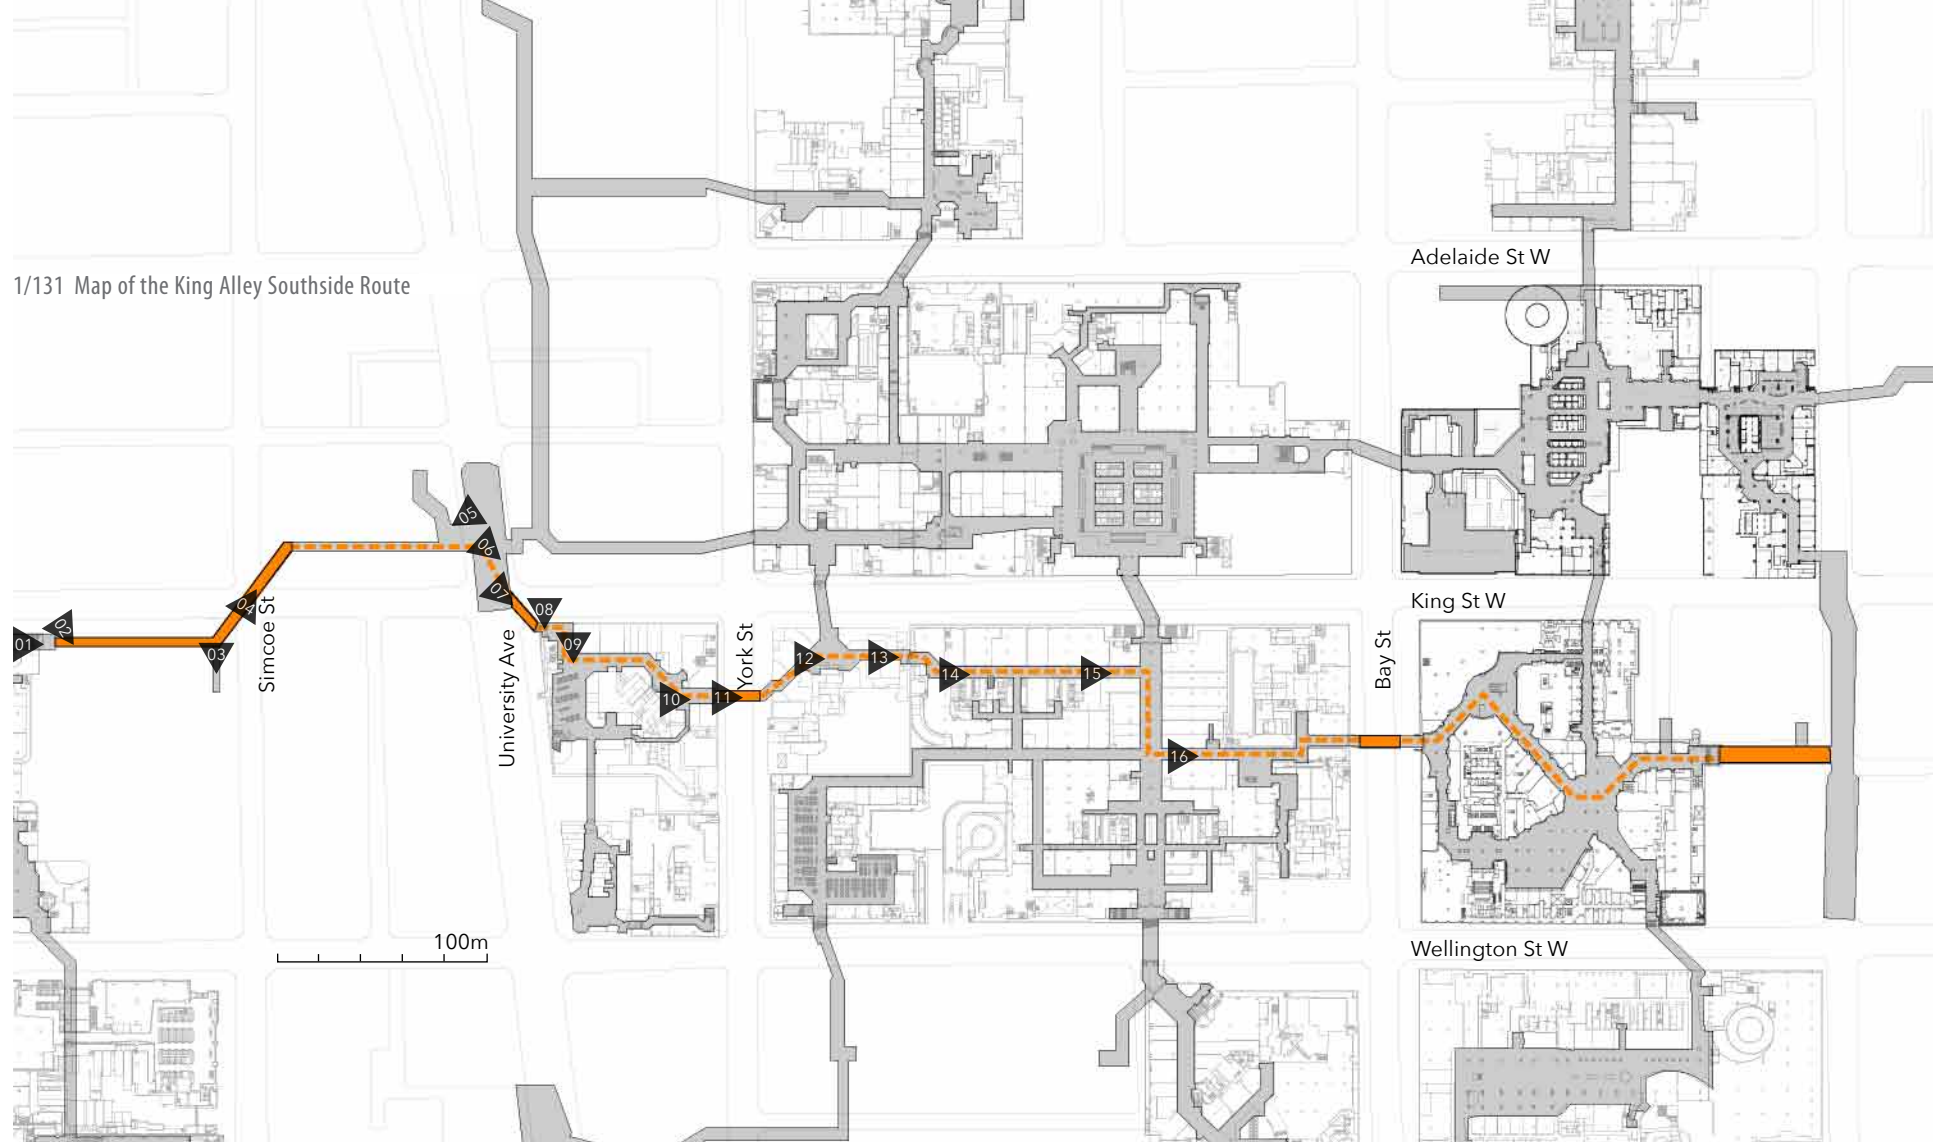 Adelaide St W
1/131 Map of the King Alley Southside Route
05
06
07
08
09
01
02
03
04
Simcoe St
University Ave
York St
10
11
12
13
14
15
16
King St W
Bay St
100m
Wellington St W